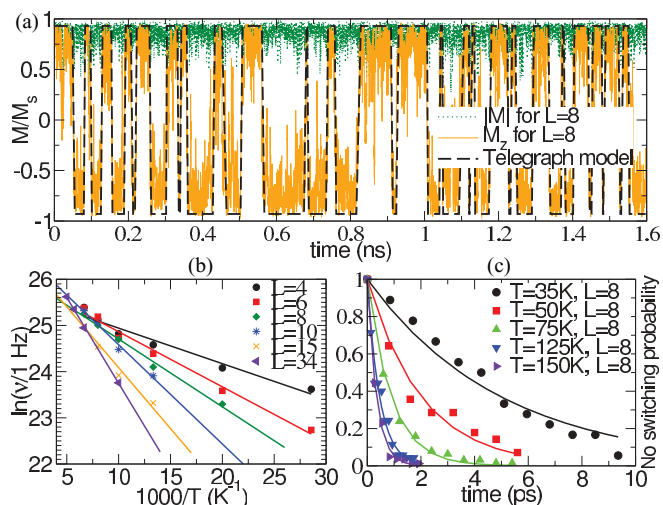 (a)
1
0.5
0
-0.5
-1
M/M_s
|M| for L=8
M_z for L=8
Telegraph model
0 0.2 0.4 0.6 0.8 1 1.2 1.4 1.6
time (ns)
(b)
26
25
24
23
22
ln(ν/1 Hz)
L=4
L=6
L=8
L=10
L=15
L=34
5 10 15 20 25
1000/T (K^-1)
(c)
1
0.8
0.6
0.4
0.2
0
T=35K, L=8
T=50K, L=8
T=75K, L=8
T=125K, L=8
T=150K, L=8
No switching probability
0 2 4 6 8 10
time (ps)